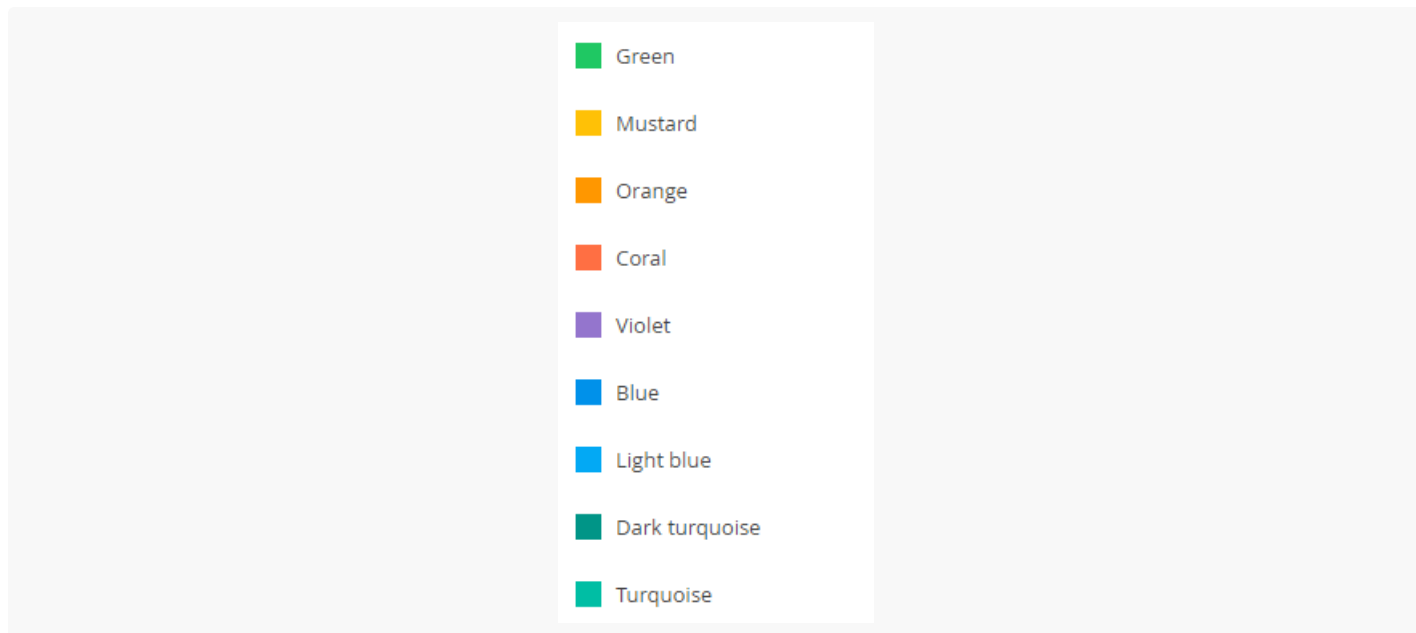 Green
Mustard
Orange
Coral
Violet
Blue
Light blue
Dark turquoise
Turquoise